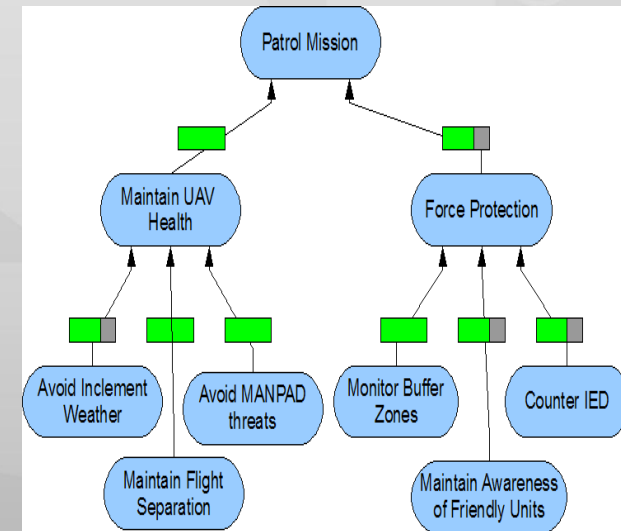 Patrol Mission
Maintain UAV
Health
Force Protection
Avoid Inclement
Weather
Avoid MANPAD
threats
Monitor Buffer
Zones
Counter IED
Maintain Flight
Separation
Maintain Awareness
of Friendly Units